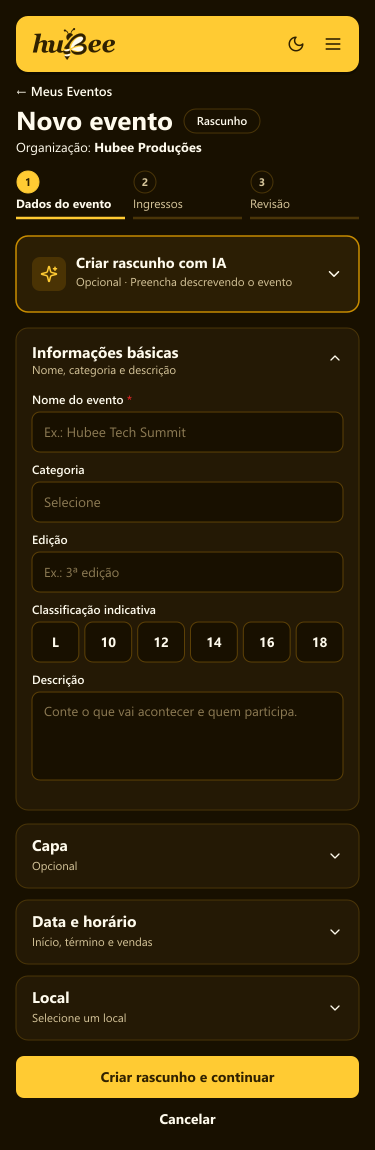 huBee
← Meus Eventos
Novo evento Rascunho
Organização: Hubee Produções
1 2 3
Dados do evento Ingressos Revisão
Criar rascunho com IA
Opcional · Preencha descrevendo o evento
Informações básicas
Nome, categoria e descrição
Nome do evento *
Ex.: Hubee Tech Summit
Categoria
Selecione
Edição
Ex.: 3ª edição
Classificação indicativa
L 10 12 14 16 18
Descrição
Conte o que vai acontecer e quem participa.
Capa
Opcional
Data e horário
Início, término e vendas
Local
Selecione um local
Criar rascunho e continuar
Cancelar